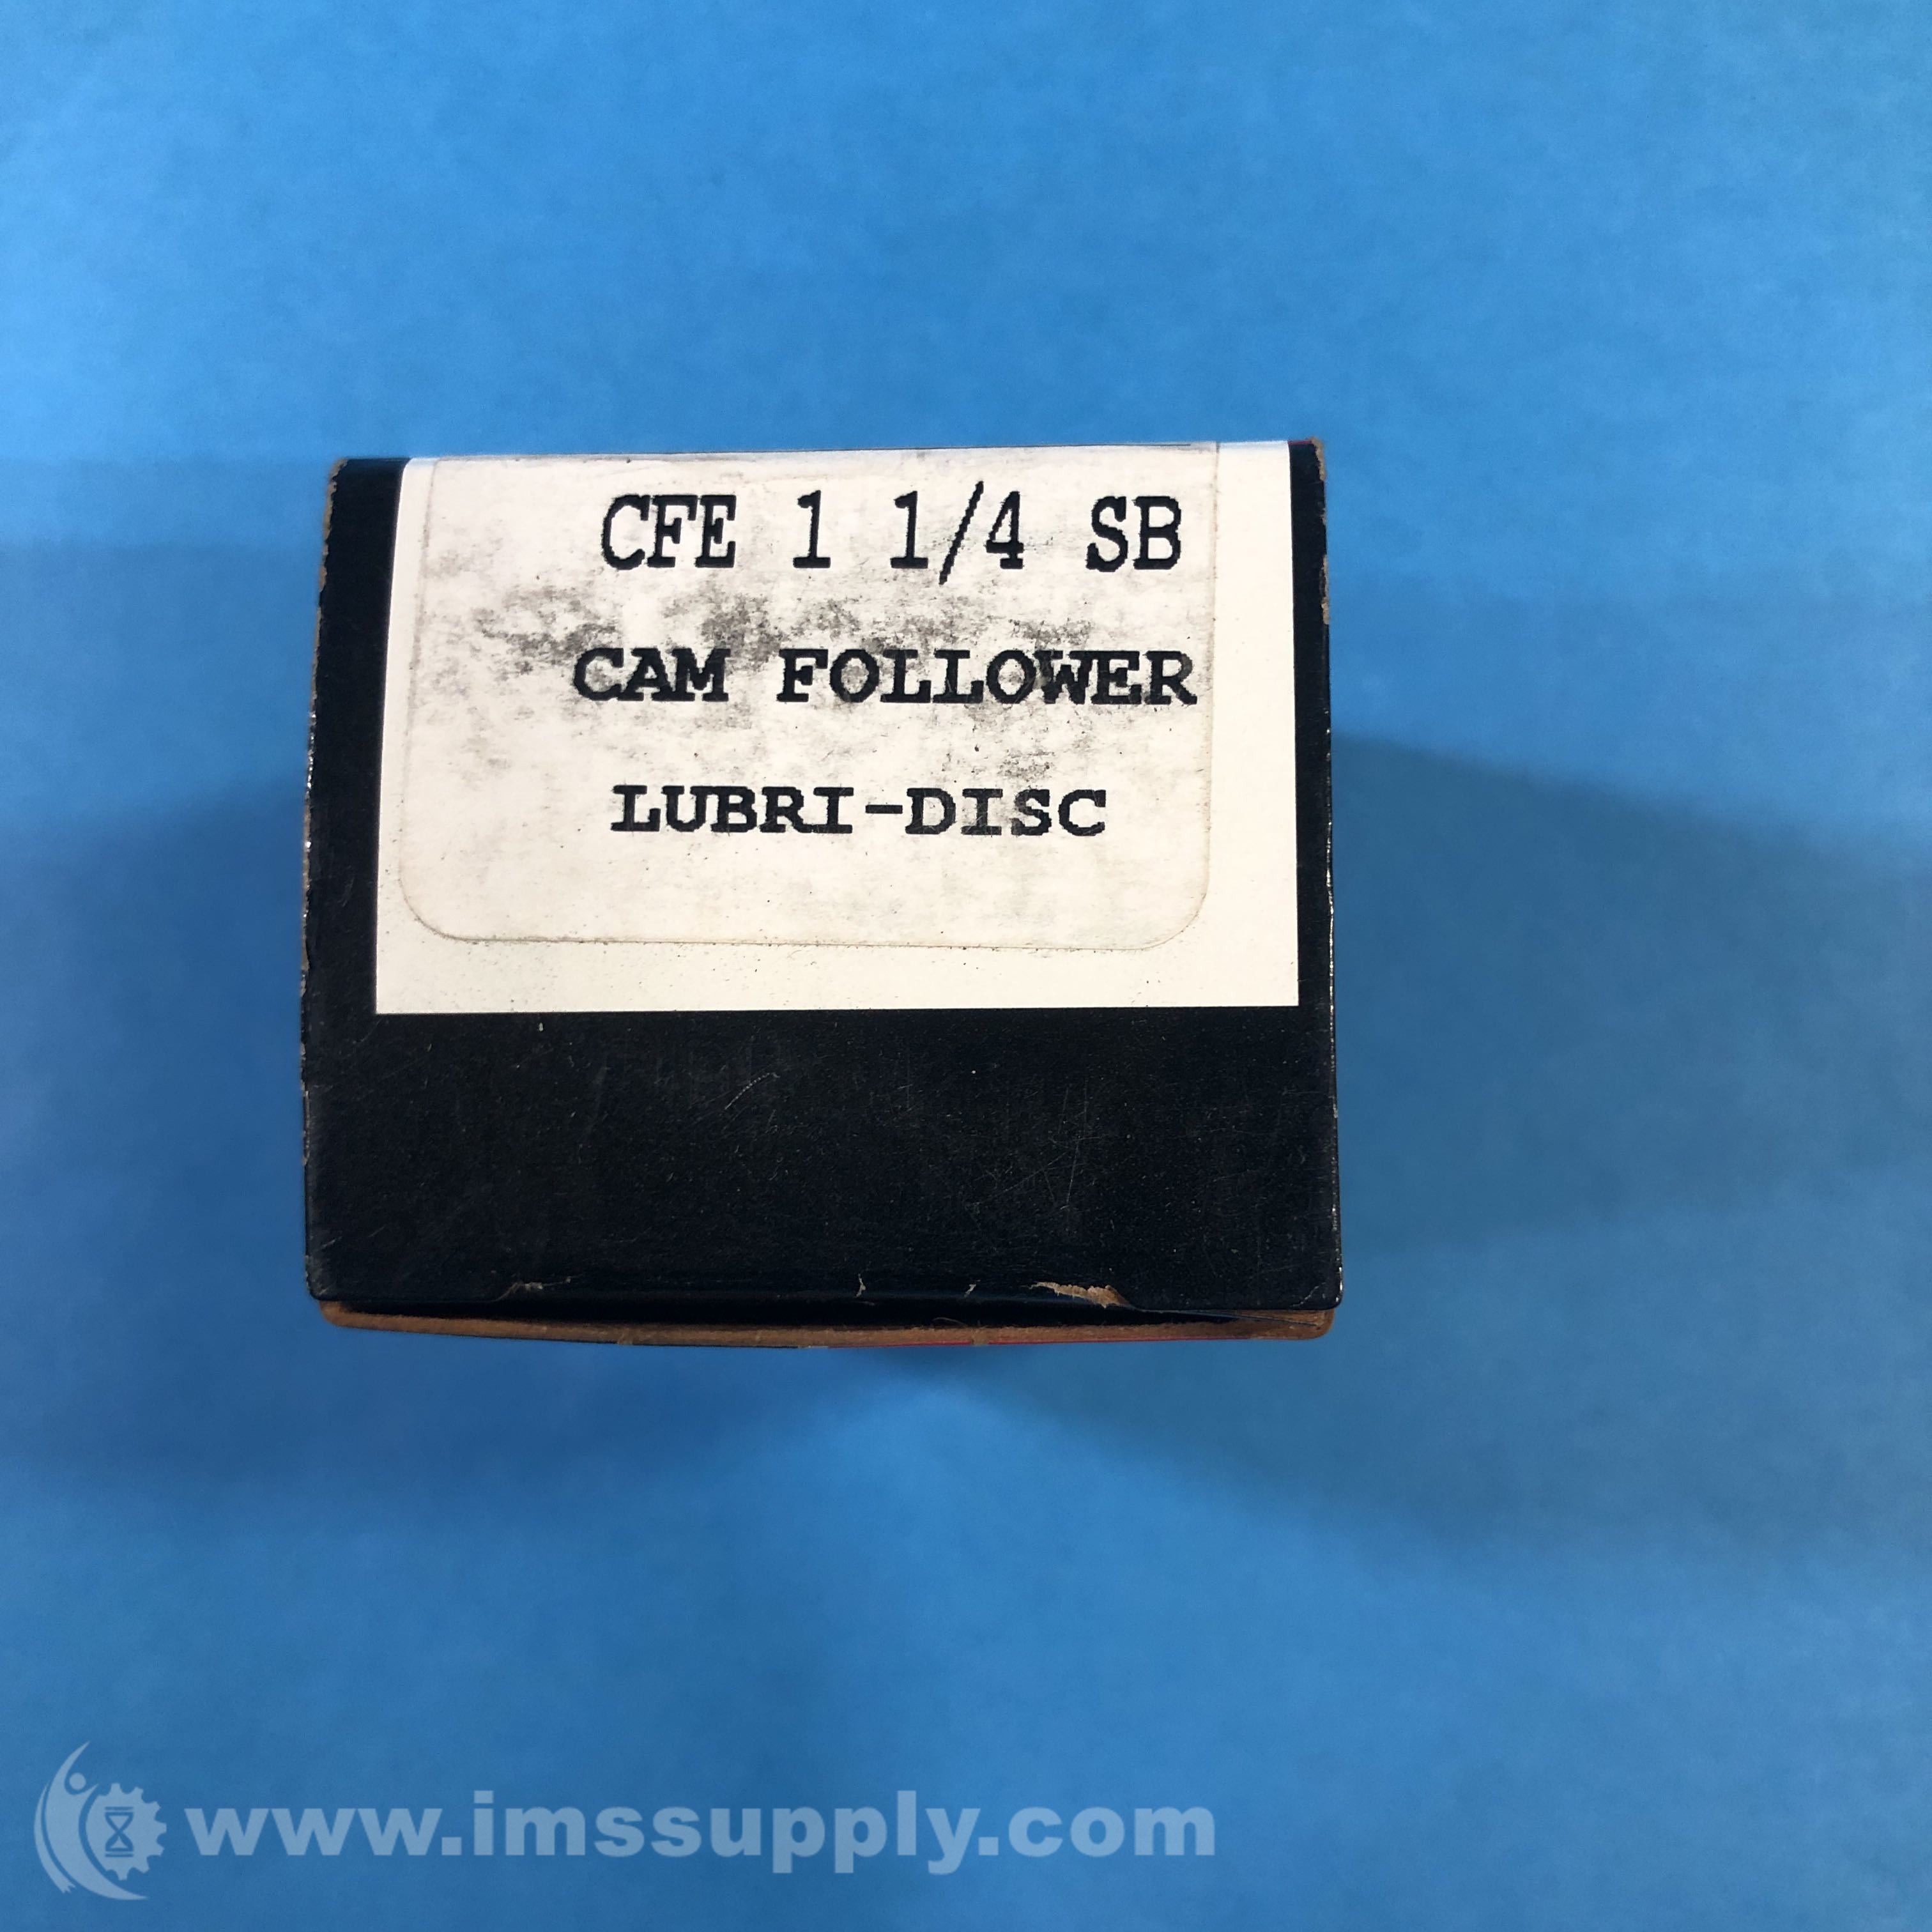 CFE 1 1/4 SB
CAM FOLLOWER
LUBRI-DISC
www.imssupply.com